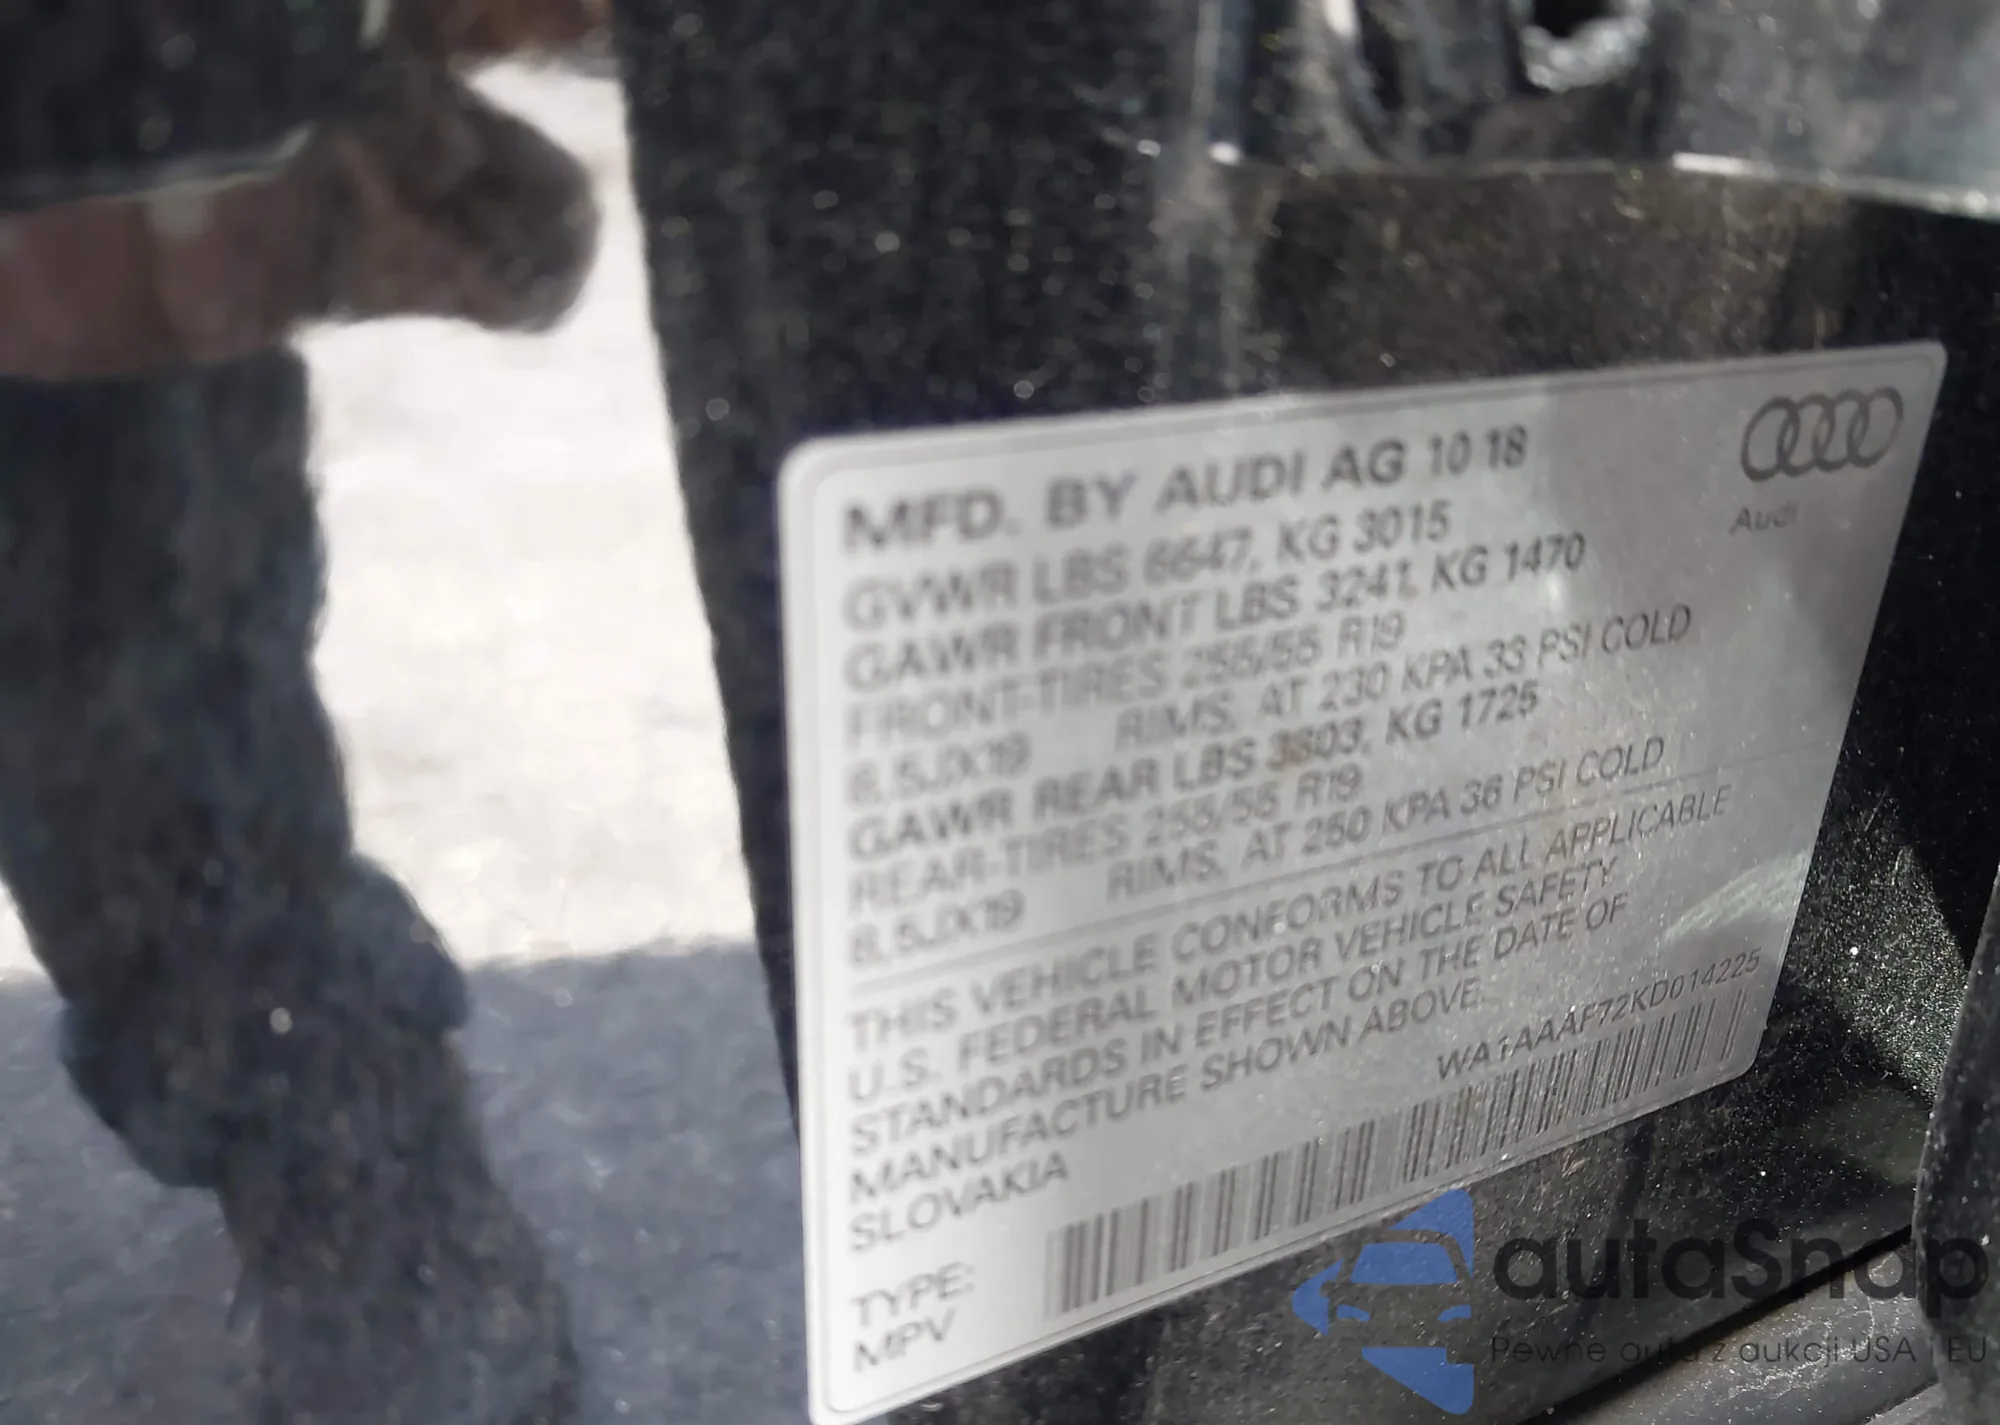 MFD. BY AUDI AG 10 18
Audi
GVWR LBS 6647, KG 3015
GAWR FRONT LBS 3241, KG 1470
FRONT-TIRES 255/55 R19
8,5JX19 RIMS, AT 230 KPA 33 PSI COLD
GAWR REAR LBS 3803, KG 1725
REAR-TIRES 255/55 R19
8,5JX19 RIMS, AT 250 KPA 36 PSI COLD
THIS VEHICLE CONFORMS TO ALL APPLICABLE
U.S. FEDERAL MOTOR VEHICLE SAFETY
STANDARDS IN EFFECT ON THE DATE OF
MANUFACTURE SHOWN ABOVE.
SLOVAKIA
WA1AAAF72KD014225
TYPE:
MPV
autaSnap
Pewne auta z aukcji USA i EU